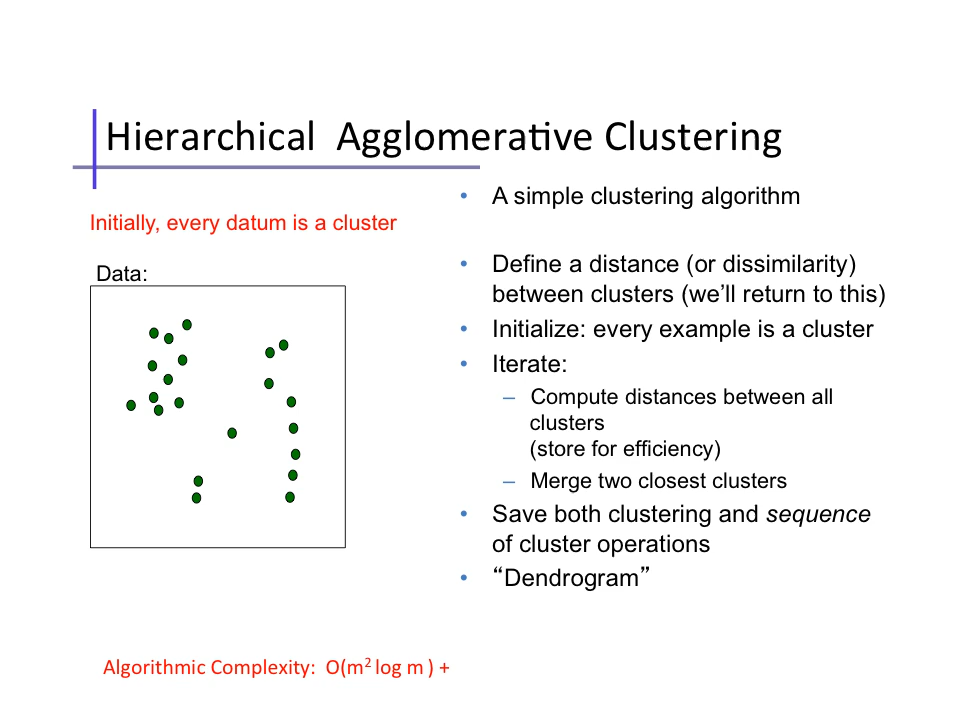 Hierarchical  Agglomerative Clustering
Initially, every datum is a cluster
Data:
• A simple clustering algorithm
• Define a distance (or dissimilarity)
between clusters (we’ll return to this)
• Initialize: every example is a cluster
• Iterate:
– Compute distances between all
clusters
(store for efficiency)
– Merge two closest clusters
• Save both clustering and sequence
of cluster operations
• “Dendrogram”
Algorithmic Complexity:  O(m² log m ) +